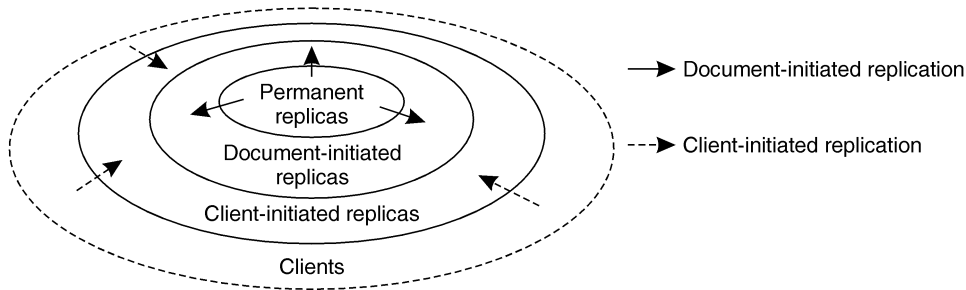 Permanent
replicas
Document-initiated
replicas
Client-initiated replicas
Clients
Document-initiated replication
Client-initiated replication